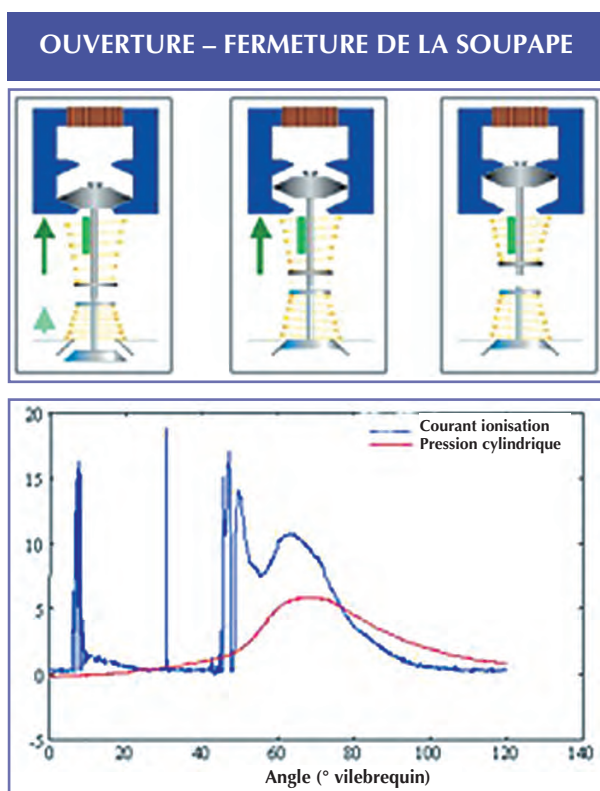 OUVERTURE – FERMETURE DE LA SOUPAPE
20
15
10
5
0
-5
Courant ionisation
Pression cylindrique
0 20 40 60 80 100 120 140
Angle (° vilebrequin)